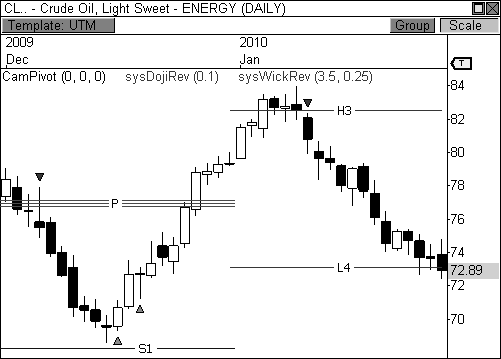 CL.. - Crude Oil, Light Sweet - ENERGY (DAILY)
Template: UTM Group Scale
2009 2010
Dec Jan
T
CamPivot (0, 0, 0) sysDojiRev (0.1) sysWickRev (3.5, 0.25)
84
H3
82
80
78
P
76
74
L4
72.89
72
70
S1